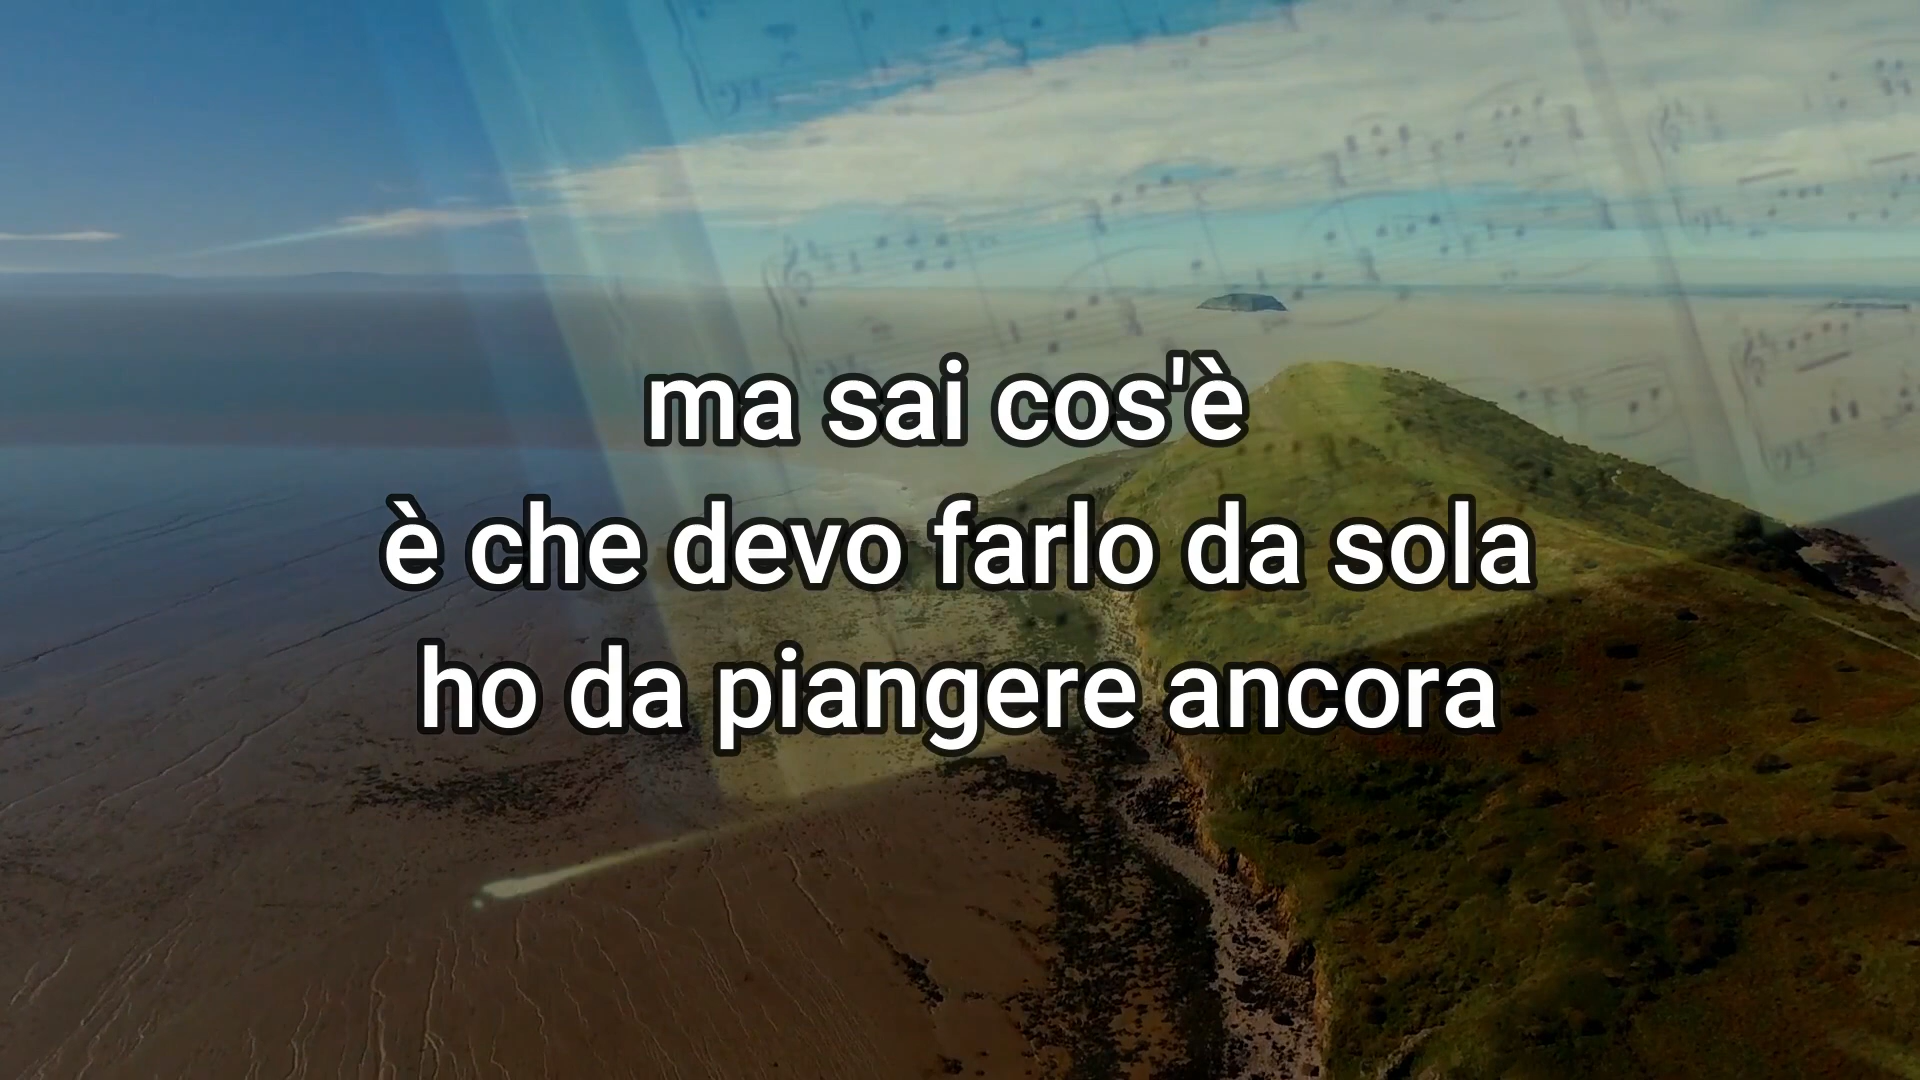 ma sai cos'è
è che devo farlo da sola
ho da piangere ancora